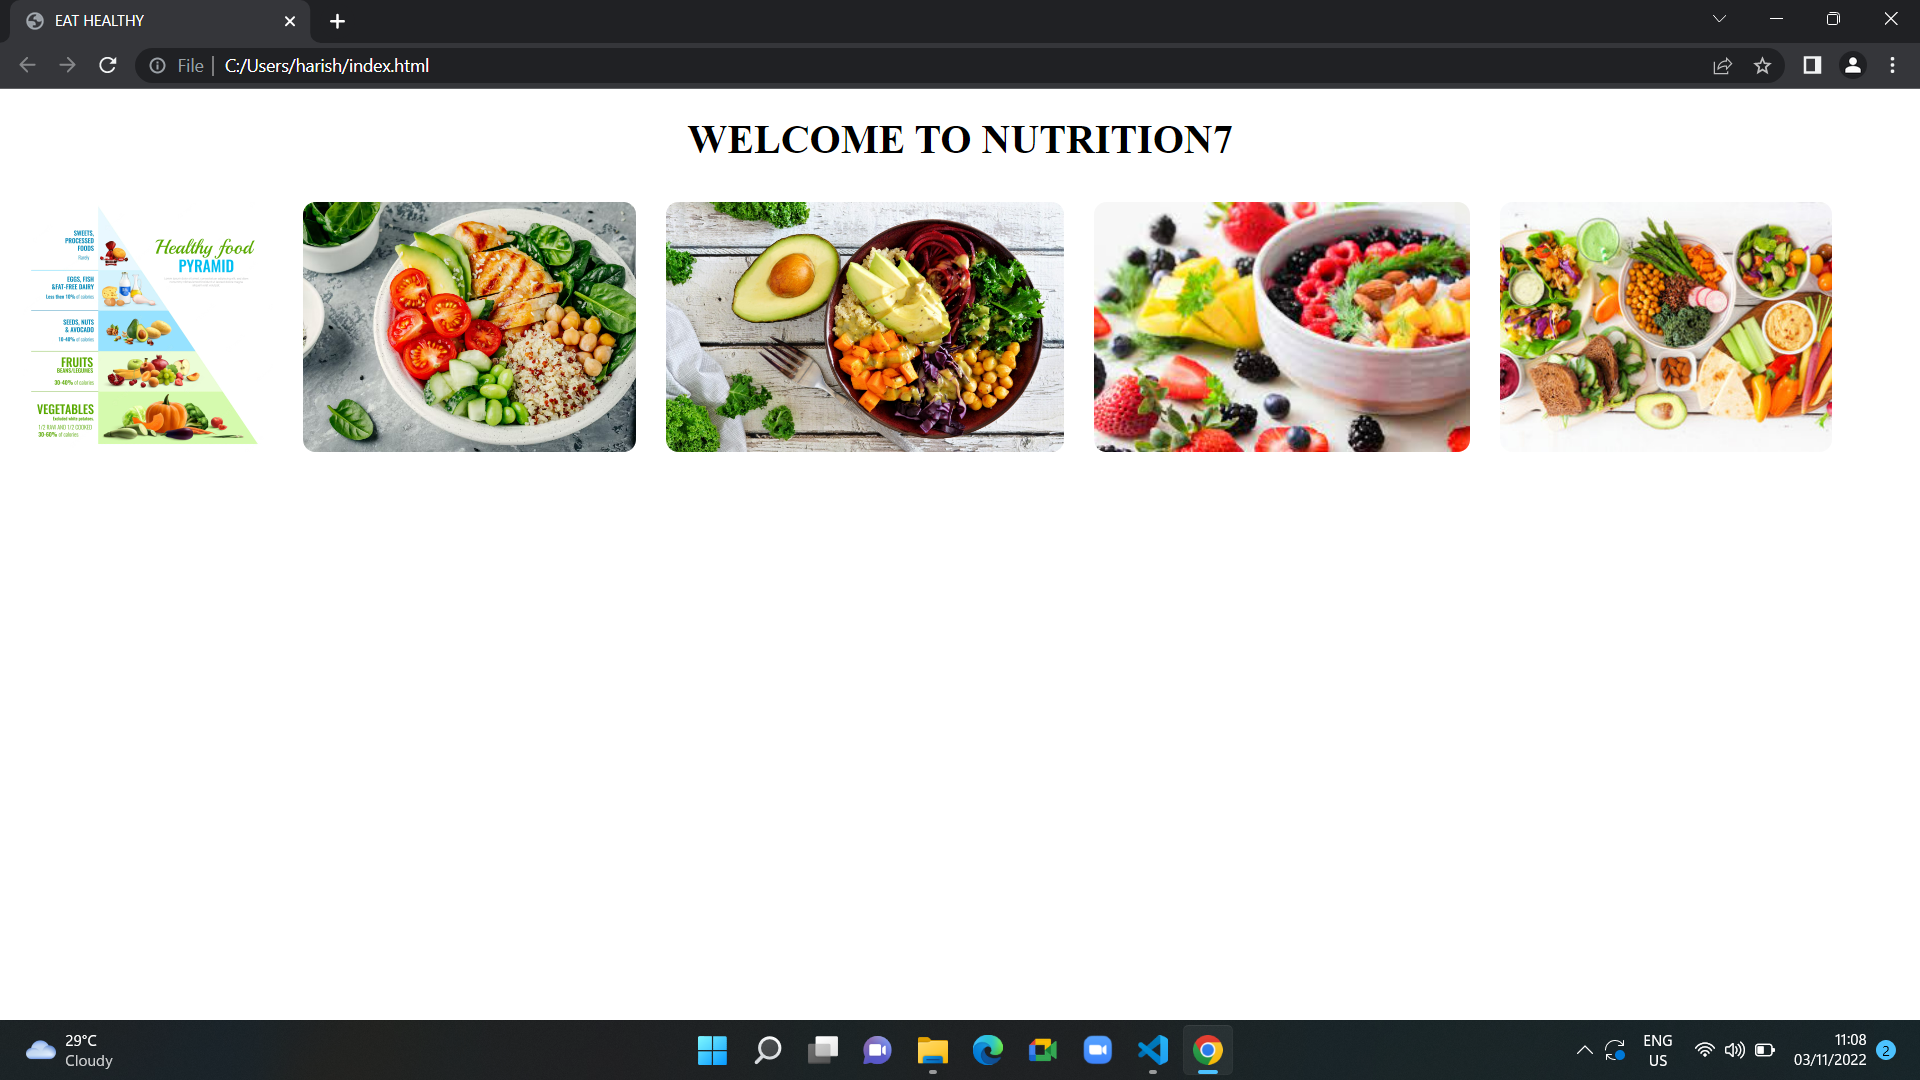 EAT HEALTHY
File
C:/Users/harish/index.html
WELCOME TO NUTRITION7
SWEETS,
PROCESSED
FOODS
Rarely
Healthy food
PYRAMID
EGGS, FISH
&FAT-FREE DAIRY
Less than 10% of calories
SEEDS, NUTS
& AVOCADO
10-40% of calories
FRUITS
BEANS/LEGUMES
30-40% of calories
VEGETABLES
Excluded white potatoes.
1/2 RAW AND 1/2 COOKED
30-60% of calories
29°C
Cloudy
ENG
US
11:08
03/11/2022
2